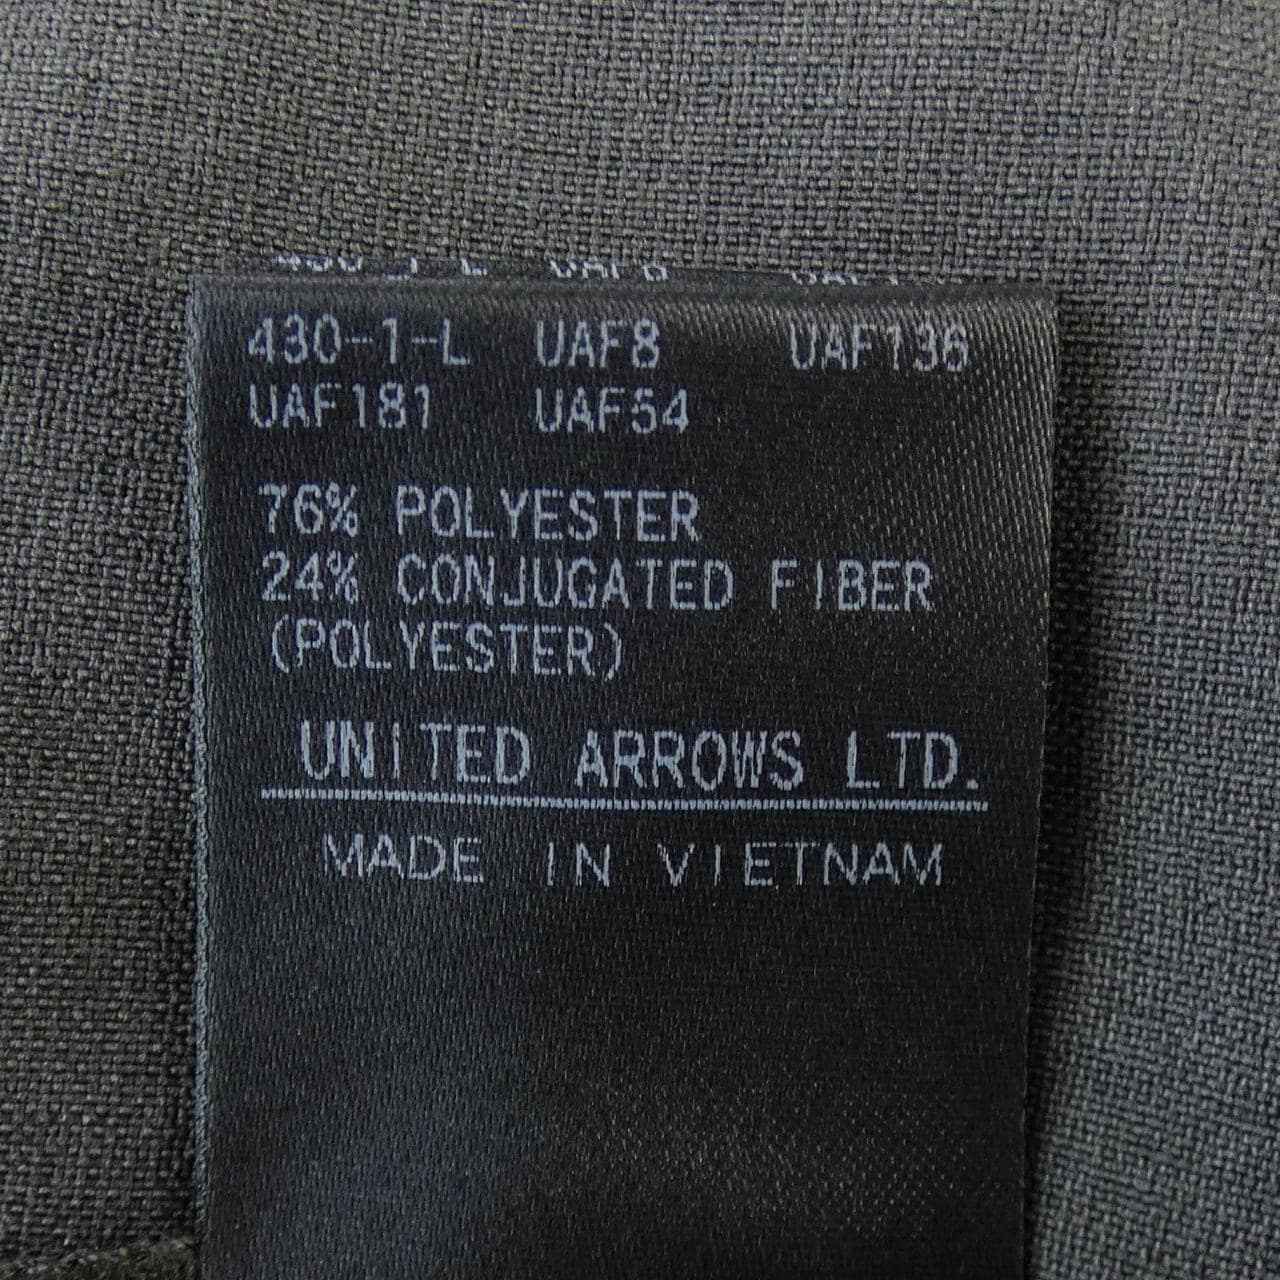 430-1-L UAF8 UAF136
UAF181 UAF54
76% POLYESTER
24% CONJUGATED FIBER
(POLYESTER)
UNITED ARROWS LTD.
MADE IN VIETNAM